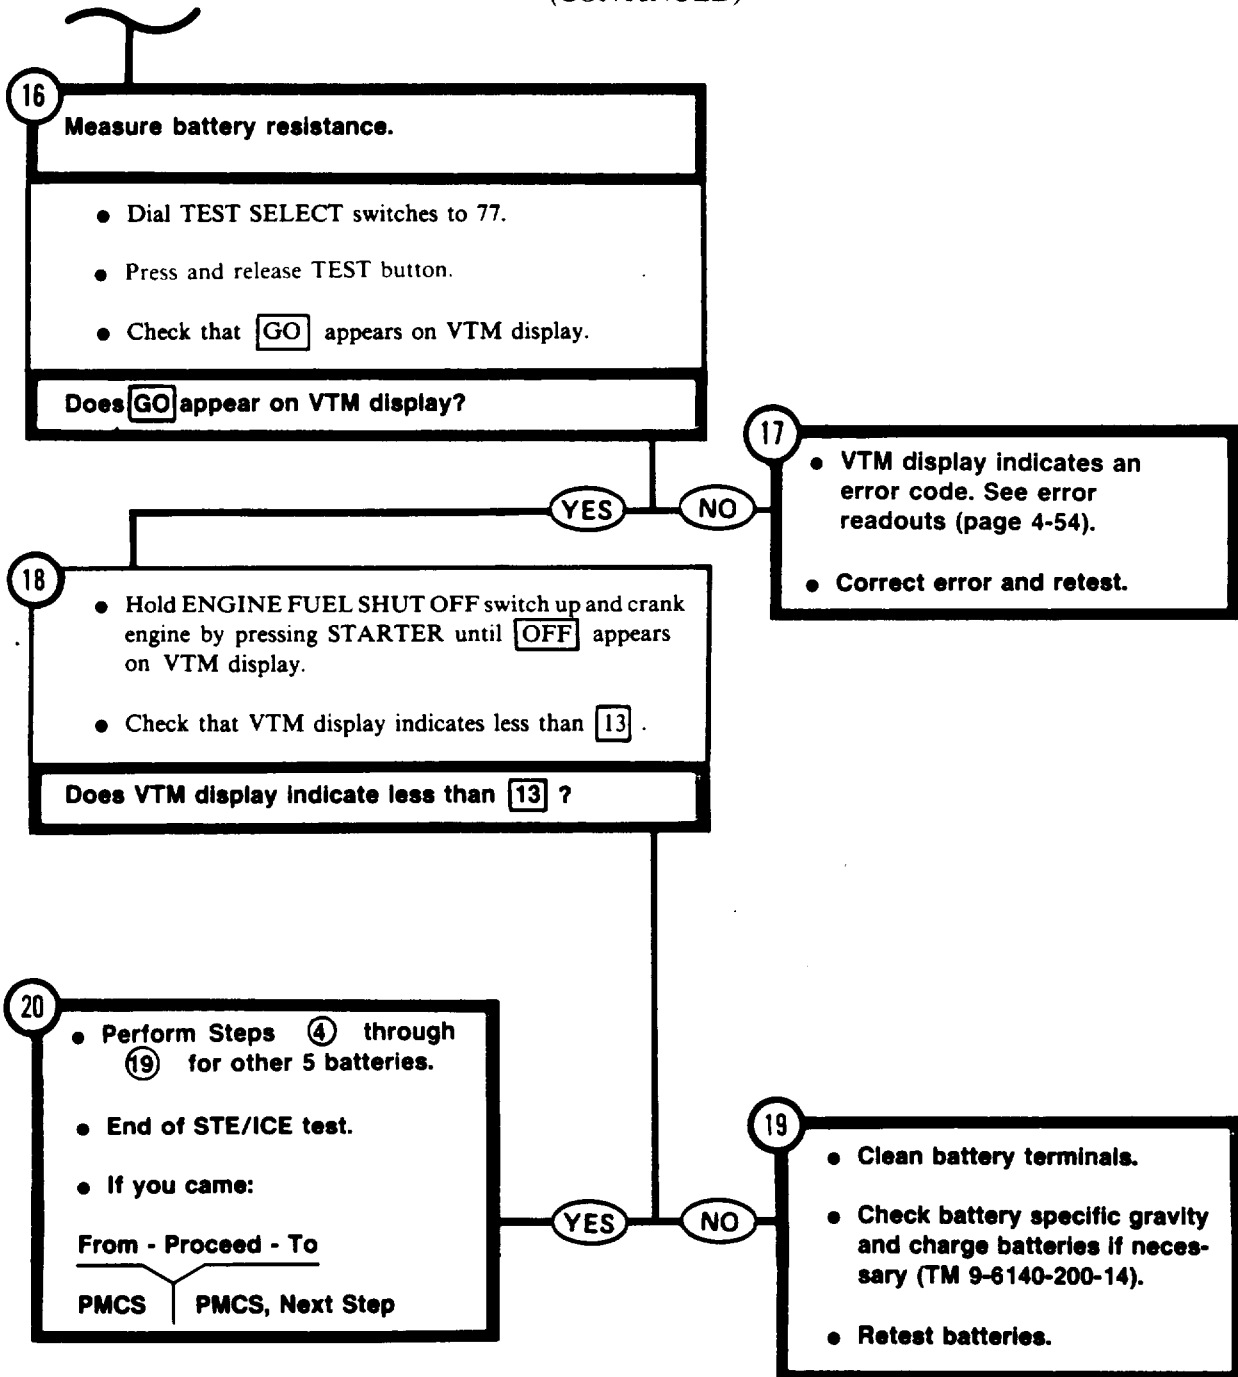 (CONTINUED)
16
Measure battery resistance.
● Dial TEST SELECT switches to 77.
● Press and release TEST button.
● Check that GO appears on VTM display.
Does GO appear on VTM display?
YES
NO
17
● VTM display indicates an
error code. See error
readouts (page 4-54).
● Correct error and retest.
18
● Hold ENGINE FUEL SHUT OFF switch up and crank
engine by pressing STARTER until OFF appears
on VTM display.
● Check that VTM display indicates less than 13 .
Does VTM display indicate less than 13 ?
YES
NO
19
● Clean battery terminals.
● Check battery specific gravity
and charge batteries if neces-
sary (TM 9-6140-200-14).
● Retest batteries.
20
● Perform Steps 4 through
19 for other 5 batteries.
● End of STE/ICE test.
● If you came:
From - Proceed - To
PMCS PMCS, Next Step